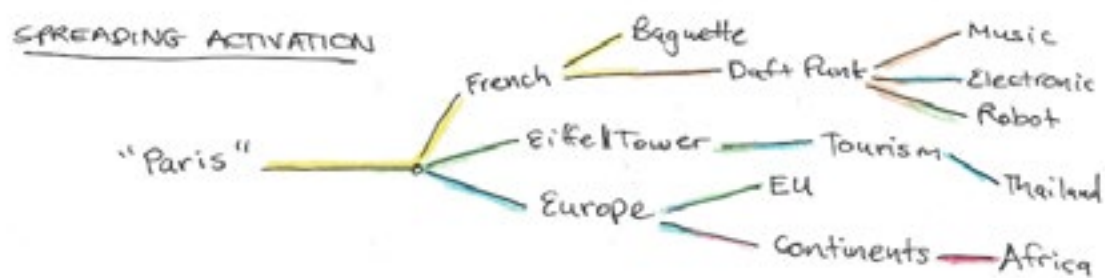 SPREADING ACTIVATION
"Paris"
French
Baguette
Daft Punk
Music
Electronic
Robot
Eiffel Tower
Tourism
Thailand
Europe
EU
Continents
Africa